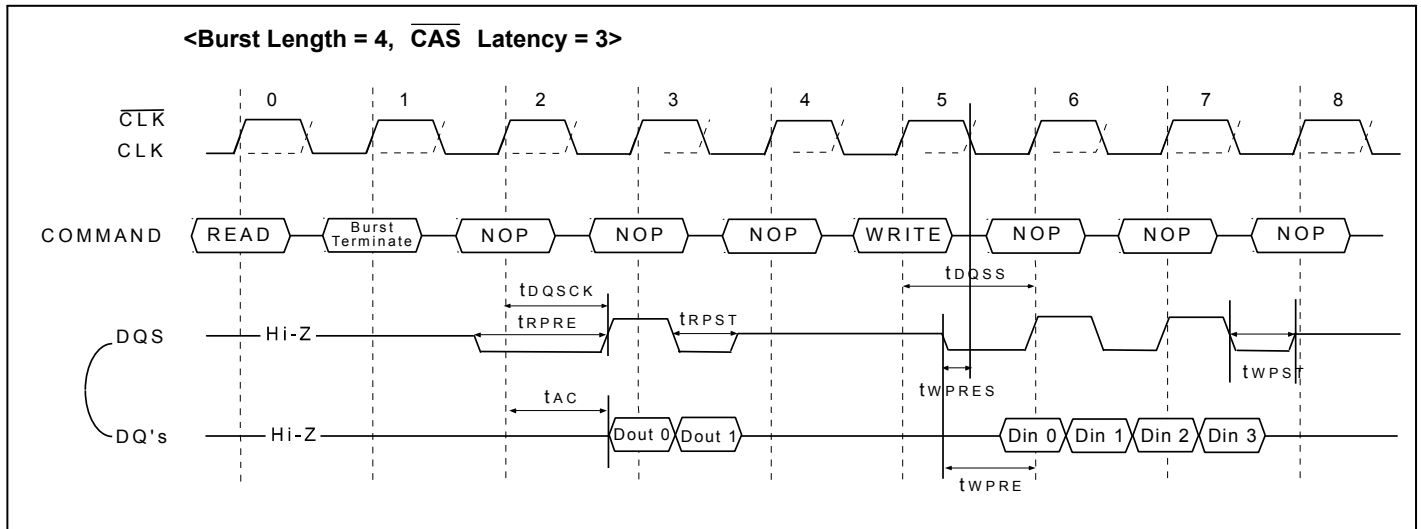 <Burst Length = 4, CAS Latency = 3>
0 1 2 3 4 5 6 7 8
CLK
CLK
COMMAND READ Burst Terminate NOP NOP NOP WRITE NOP NOP NOP
tDQSS
tDQSCK
tRPRE tRPST
DQS Hi-Z
tWPRES tWPST
tAC
DQ's Hi-Z Dout 0 Dout 1 Din 0 Din 1 Din 2 Din 3
tWPRE